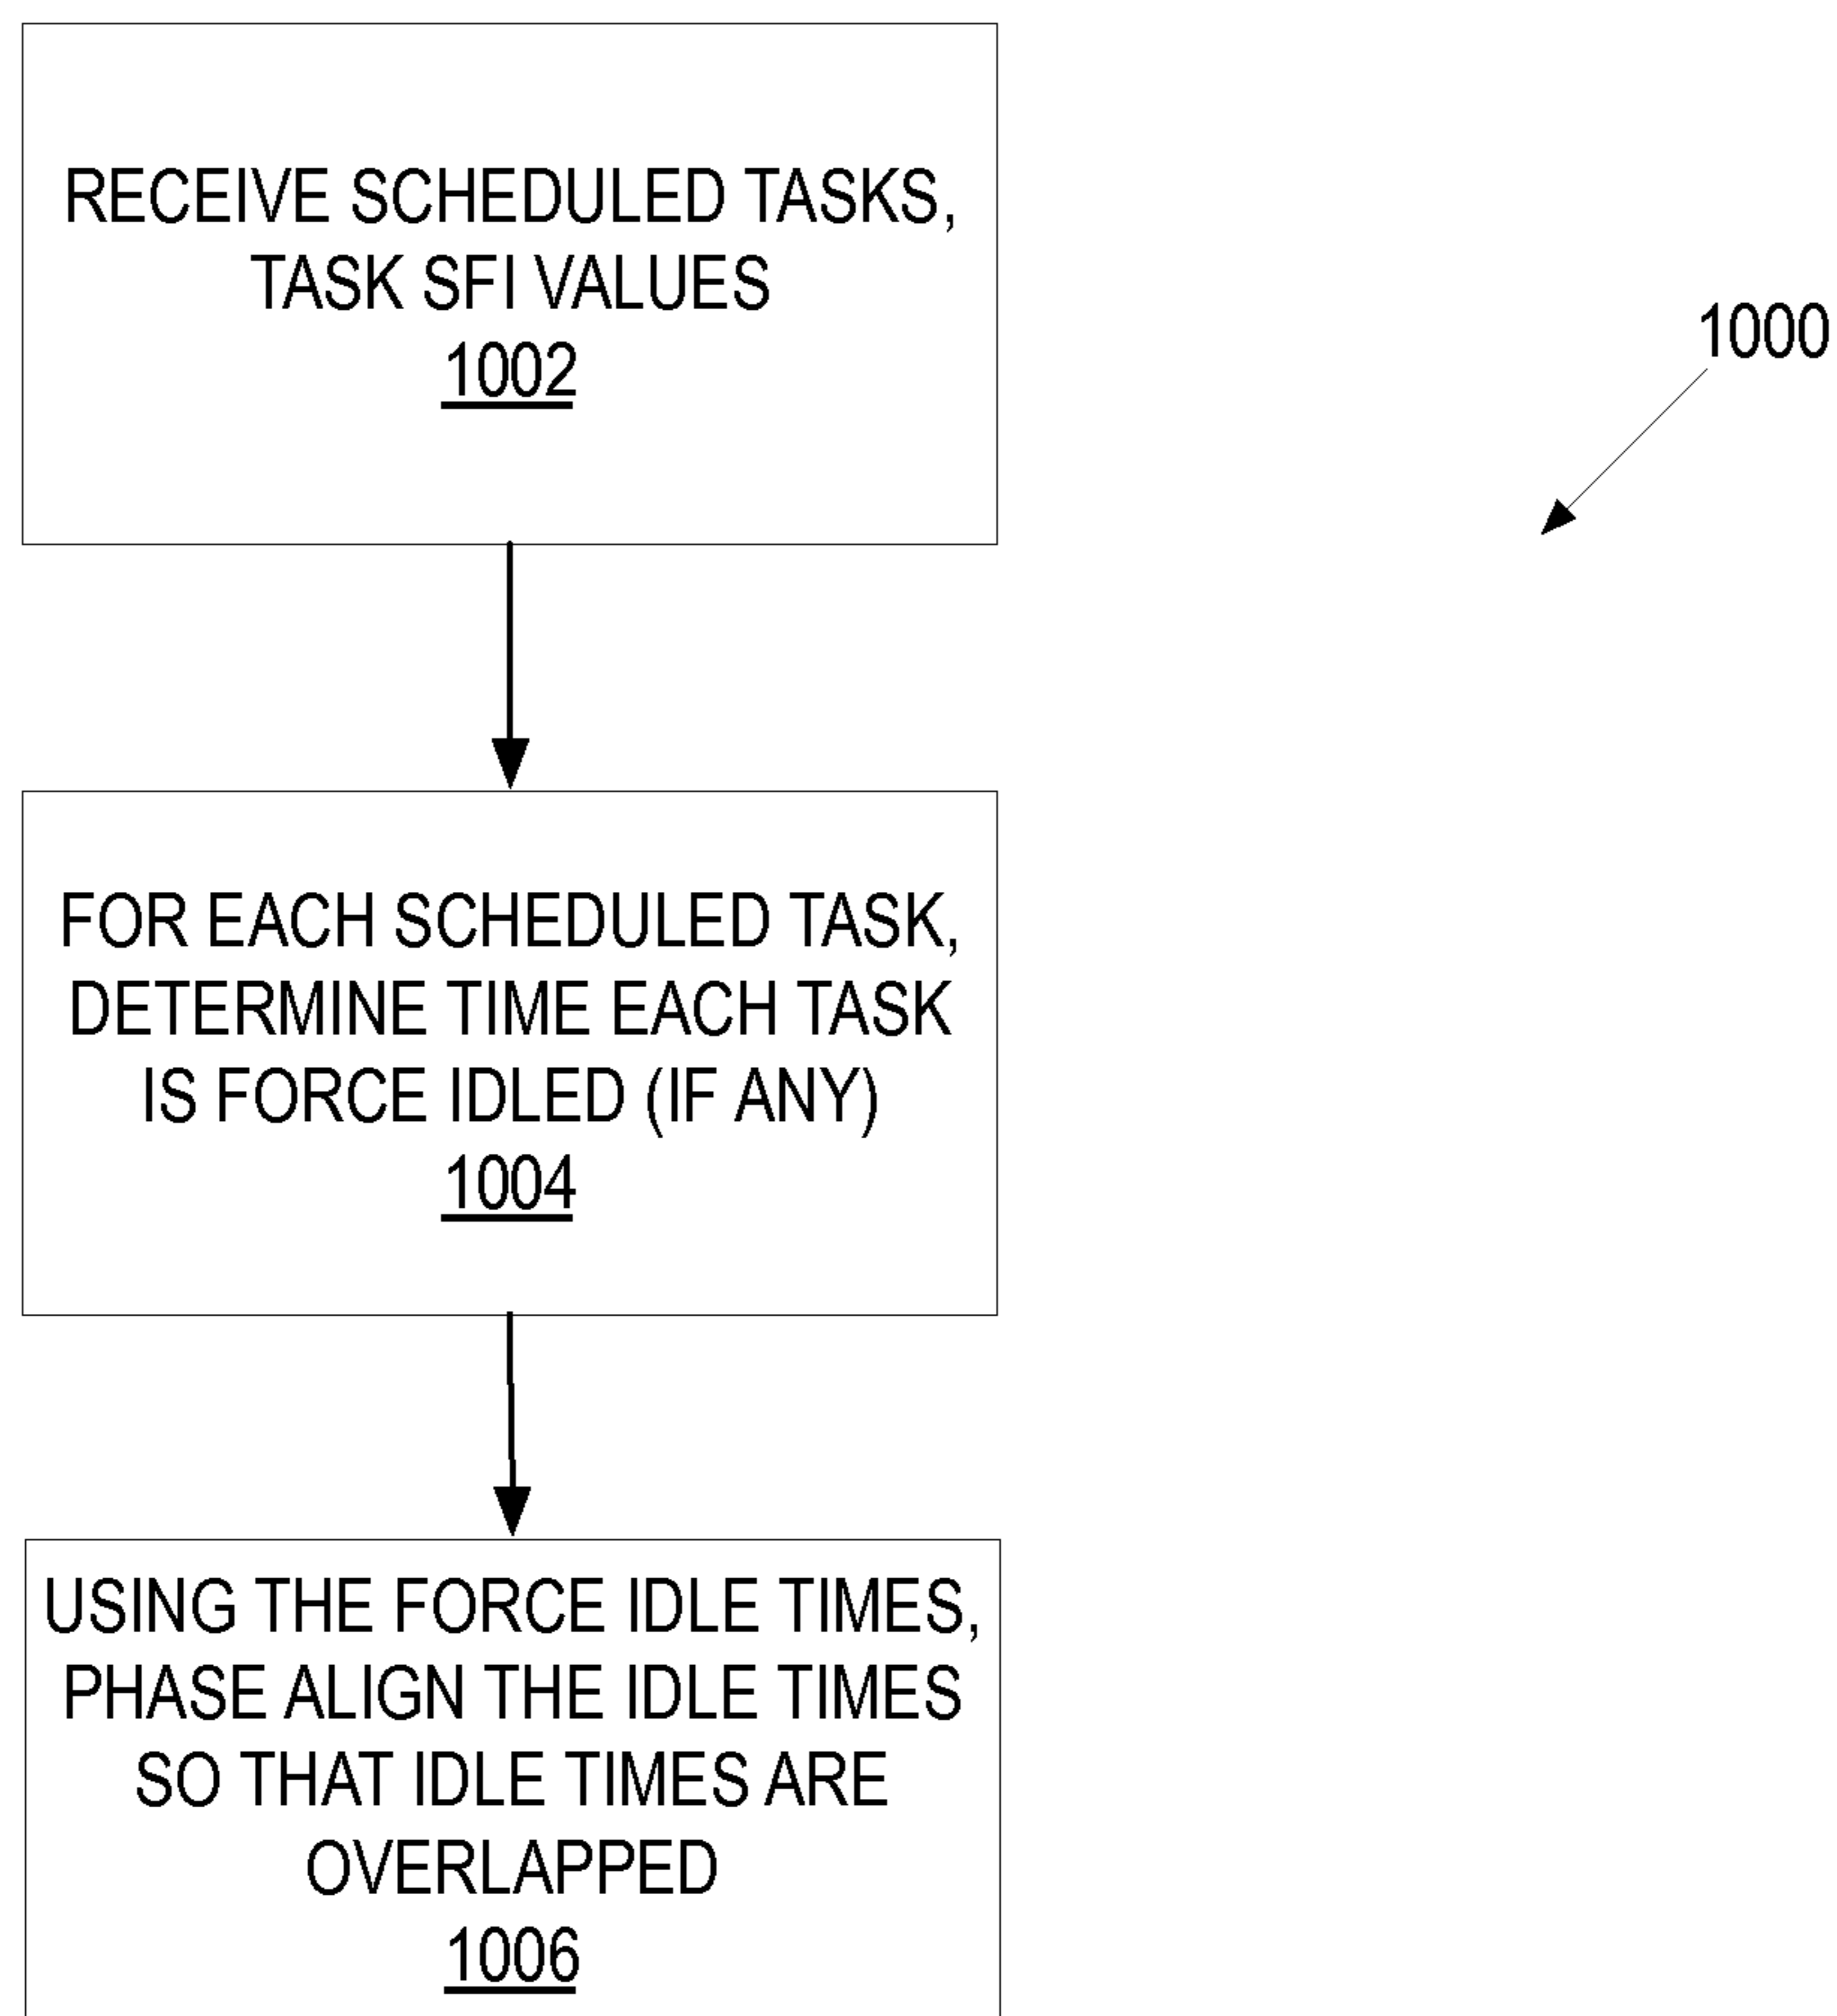 RECEIVE SCHEDULED TASKS,
TASK SFI VALUES
1002
1000
FOR EACH SCHEDULED TASK,
DETERMINE TIME EACH TASK
IS FORCE IDLED (IF ANY)
1004
USING THE FORCE IDLE TIMES,
PHASE ALIGN THE IDLE TIMES
SO THAT IDLE TIMES ARE
OVERLAPPED
1006